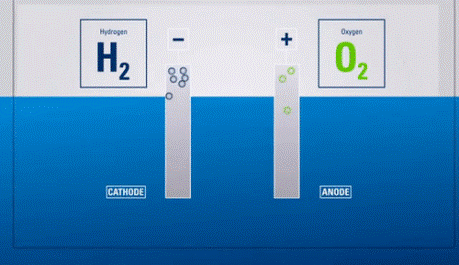 Hydrogen
H2
−
+
Oxygen
O2
CATHODE
ANODE